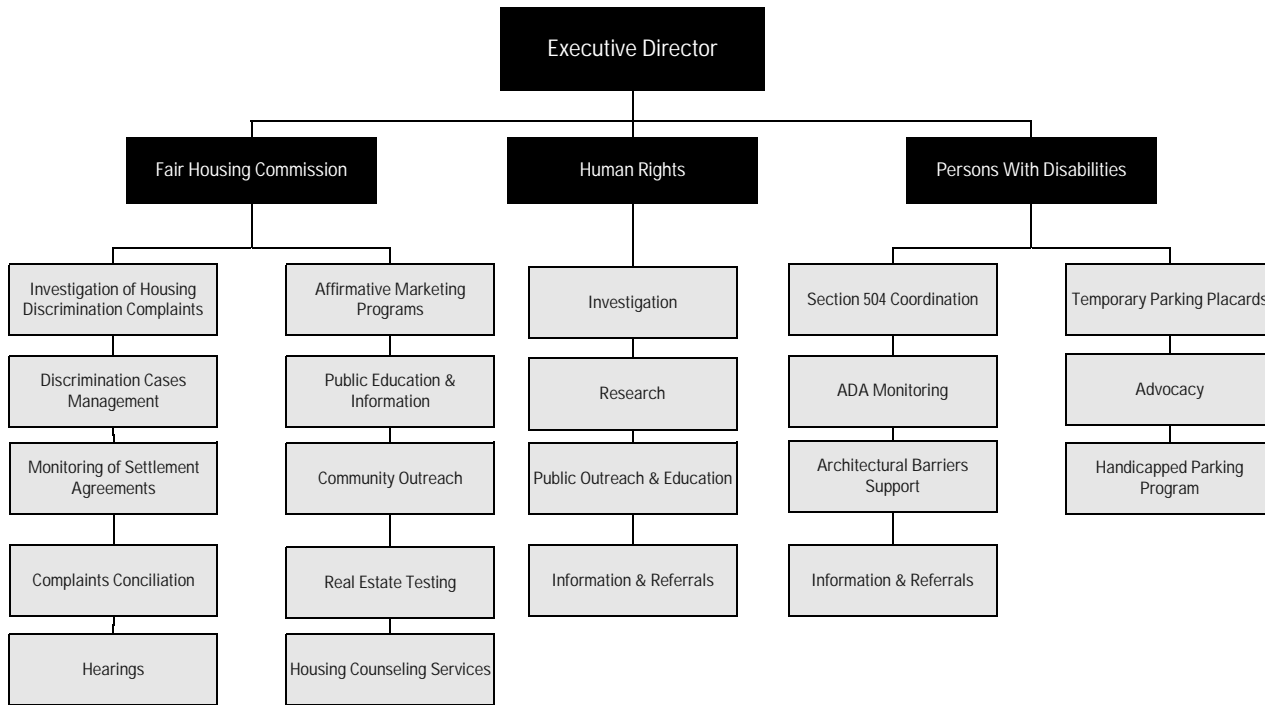 Executive Director
Fair Housing Commission
Human Rights
Persons With Disabilities
Investigation of Housing
Discrimination Complaints
Discrimination Cases
Management
Monitoring of Settlement
Agreements
Complaints Conciliation
Hearings
Affirmative Marketing
Programs
Public Education &
Information
Community Outreach
Real Estate Testing
Housing Counseling Services
Investigation
Research
Public Outreach & Education
Information & Referrals
Section 504 Coordination
ADA Monitoring
Architectural Barriers
Support
Information & Referrals
Temporary Parking Placards
Advocacy
Handicapped Parking
Program